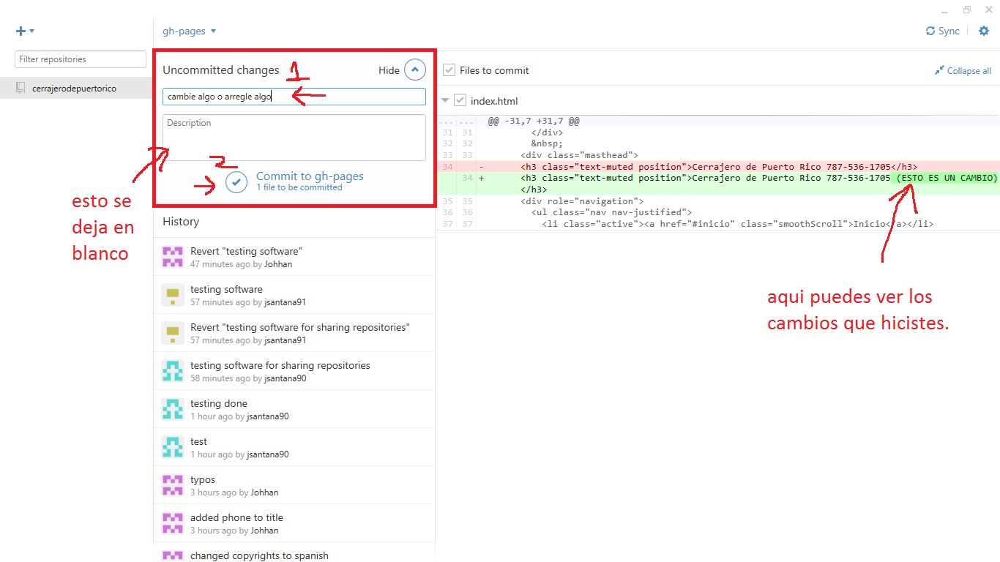 gh-pages
Sync
Filter repositories
cerrajerodepuertorico
Uncommitted changes
1
Hide
cambie algo o arregle algo
Description
2
Commit to gh-pages
1 file to be committed
esto se
deja en
blanco
History
Revert "testing software"
47 minutes ago by Johhan
testing software
57 minutes ago by jsantana91
Revert "testing software for sharing repositories"
57 minutes ago by jsantana91
testing software for sharing repositories
58 minutes ago by jsantana90
testing done
1 hour ago by jsantana90
test
1 hour ago by jsantana90
typos
3 hours ago by Johhan
added phone to title
3 hours ago by Johhan
changed copyrights to spanish
Files to commit
Collapse all
index.html
... ... @@ -31,7 +31,7 @@
31 31 </div>
32 32 &nbsp;
33 33 <div class="masthead">
34 - <h3 class="text-muted position">Cerrajero de Puerto Rico 787-536-1705</h3>
34 + <h3 class="text-muted position">Cerrajero de Puerto Rico 787-536-1705 (ESTO ES UN CAMBIO)
</h3>
35 35 <div role="navigation">
36 36 <ul class="nav nav-justified">
37 37 <li class="active"><a href="#inicio" class="smoothScroll">Inicio</a></li>
aqui puedes ver los
cambios que hicistes.